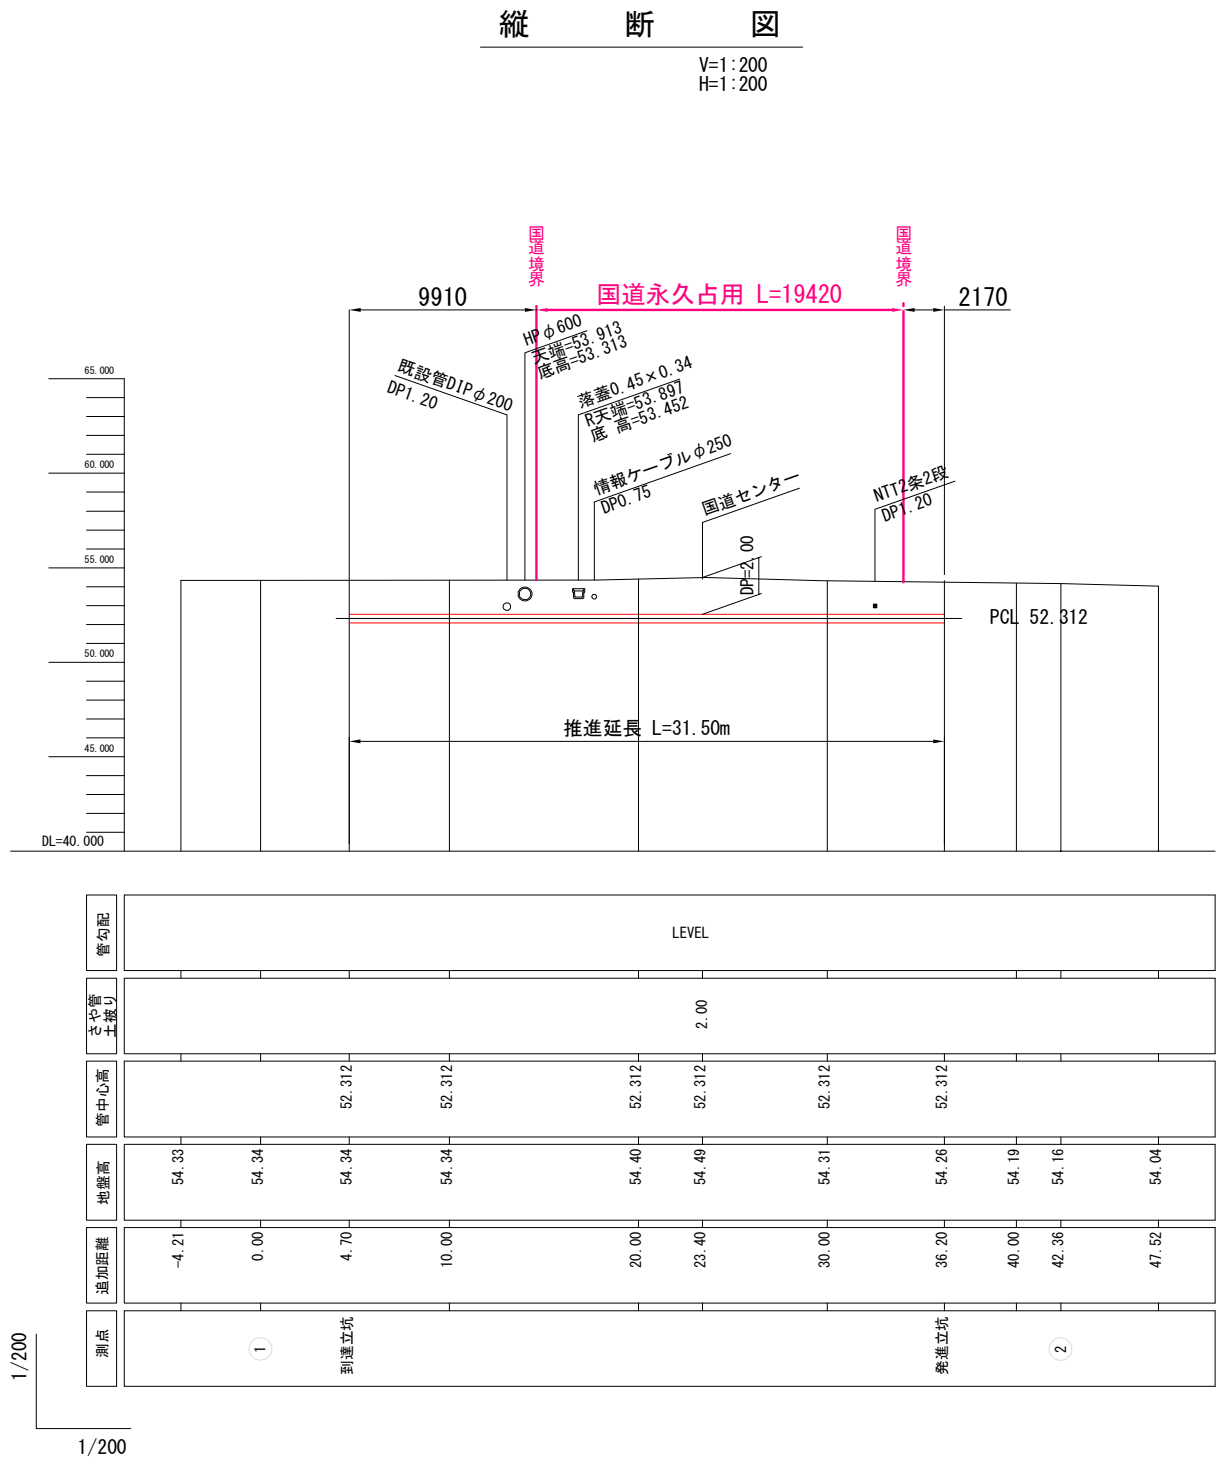 縦 断 図
V=1:200
H=1:200
国道境界
国道境界
9910
国道永久占用 L=19420
2170
HPφ600
天端=53.913
底高=53.313
既設管DIPφ200
DP1.20
落蓋0.45×0.34
R天端=53.897
底 高=53.452
情報ケーブルφ250
DP0.75
国道センター
NTT2条2段
DP1.20
DP=2.00
65.000
60.000
55.000
50.000
45.000
DL=40.000
PCL 52.312
推進延長 L=31.50m
管勾配
LEVEL
さや管
土被り
2.00
管中心高
52.312
52.312
52.312
52.312
52.312
52.312
地盤高
54.33
54.34
54.34
54.34
54.40
54.49
54.31
54.26
54.19
54.16
54.04
追加距離
-4.21
0.00
4.70
10.00
20.00
23.40
30.00
36.20
40.00
42.36
47.52
測点
1
到達立坑
発進立坑
2
1/200
1/200